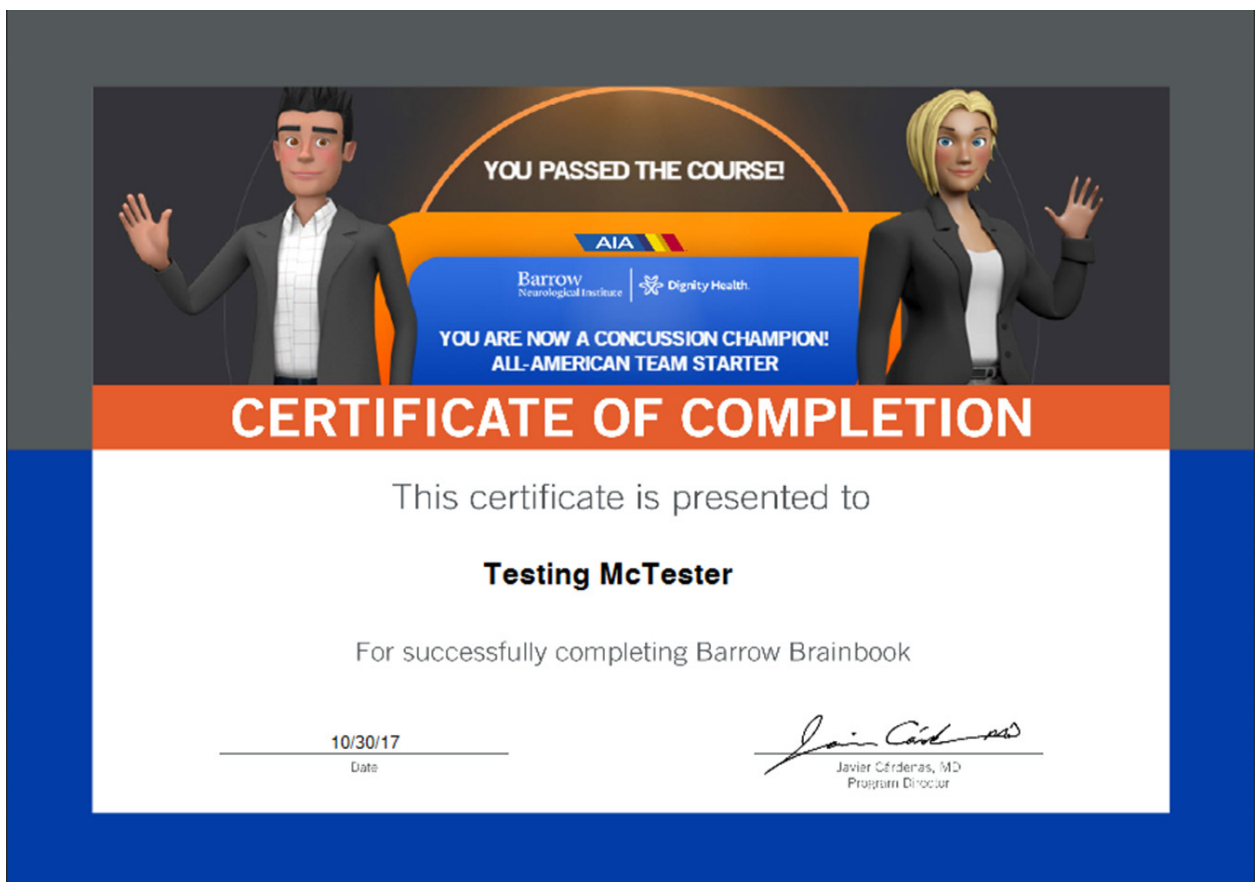 YOU PASSED THE COURSE!
AIA
Barrow
Neurological Institute
Dignity Health.
YOU ARE NOW A CONCUSSION CHAMPION!
ALL-AMERICAN TEAM STARTER
CERTIFICATE OF COMPLETION
This certificate is presented to
Testing McTester
For successfully completing Barrow Brainbook
10/30/17
Date
Javier Cárdenas, MD
Program Director